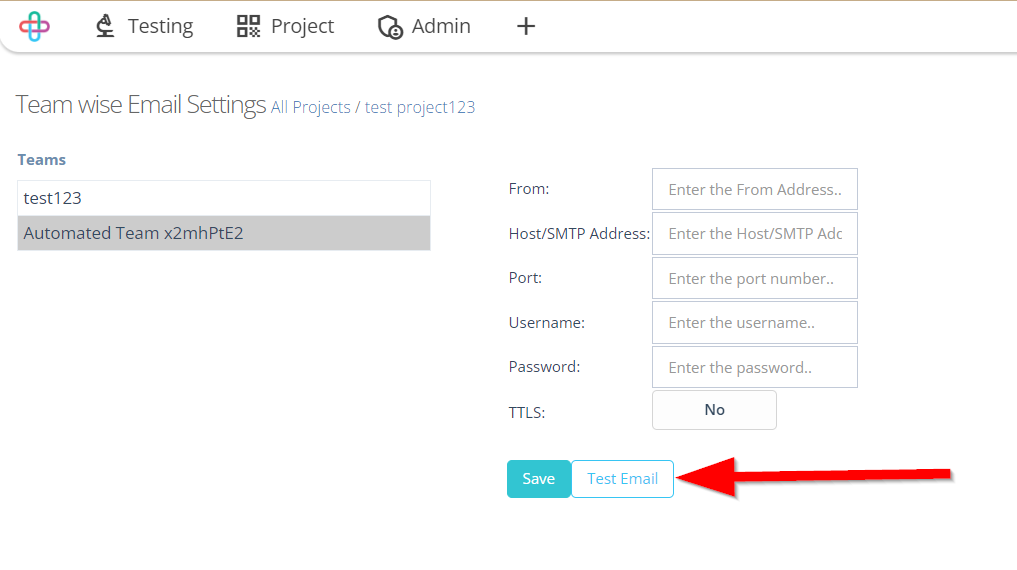 Testing Project Admin +
Team wise Email Settings All Projects / test project123
Teams
test123
Automated Team x2mhPtE2
From: Enter the From Address..
Host/SMTP Address: Enter the Host/SMTP Adc
Port: Enter the port number..
Username: Enter the username..
Password: Enter the password..
TTLS: No
Save Test Email